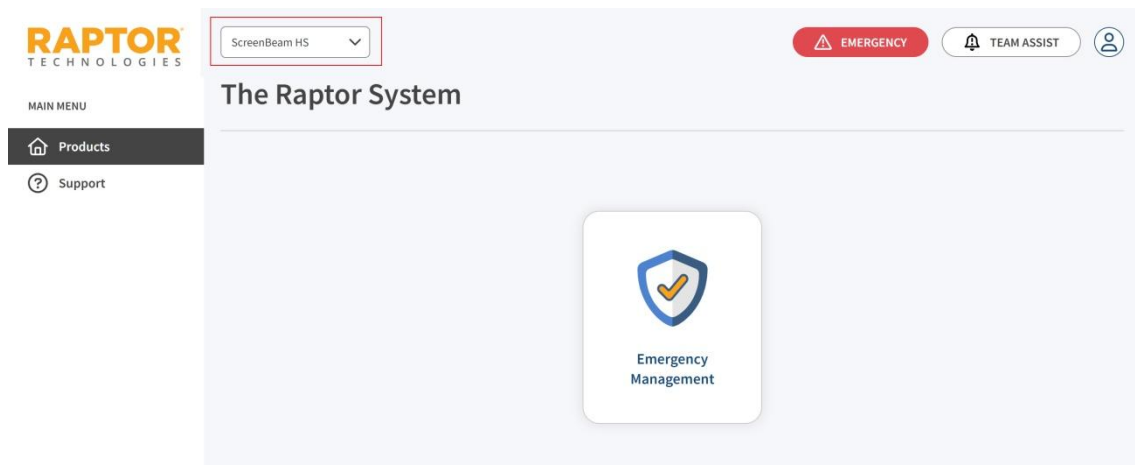 RAPTOR
TECHNOLOGIES
ScreenBeam HS
EMERGENCY
TEAM ASSIST
The Raptor System
MAIN MENU
Products
Support
Emergency
Management